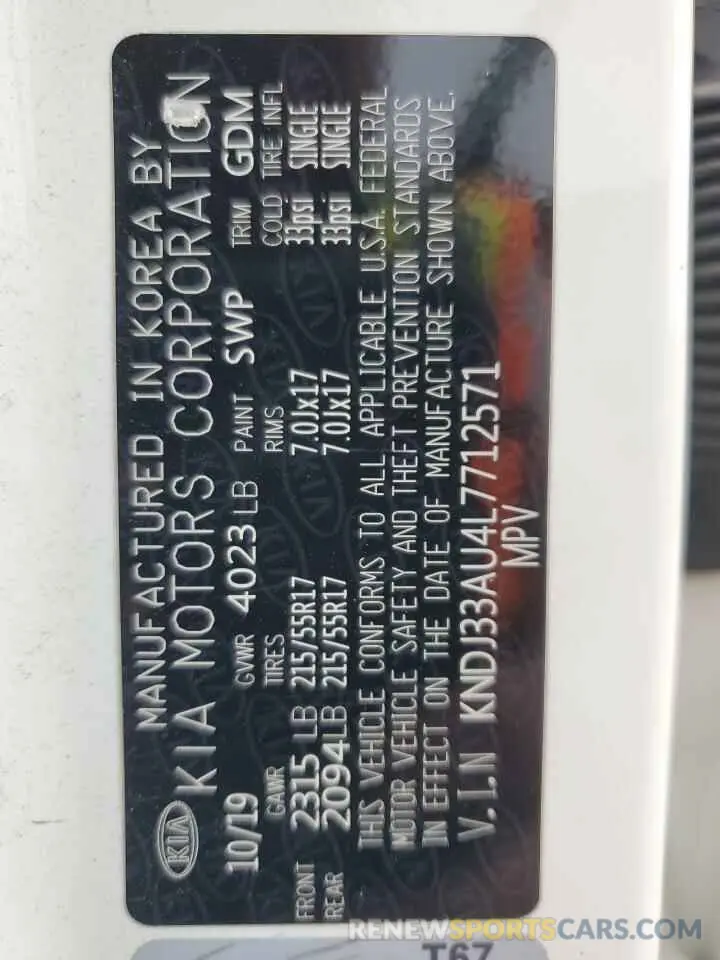 MANUFACTURED IN KOREA BY
KIA KIA MOTORS CORPORATION
10/19 GVWR 4023 LB PAINT SWP TRIM GDM
GAWR TIRES RIMS COLD TIRE INFL
FRONT 2315 LB 215/55R17 7.0Jx17 33psi SINGLE
REAR 2094LB 215/55R17 7.0Jx17 33psi SINGLE
THIS VEHICLE CONFORMS TO ALL APPLICABLE U.S.A. FEDERAL
MOTOR VEHICLE SAFETY AND THEFT PREVENTION STANDARDS
IN EFFECT ON THE DATE OF MANUFACTURE SHOWN ABOVE.
V.I.N KNDJ33AU4L7712571
MPV
T67
RENEWSPORTSCARS.COM